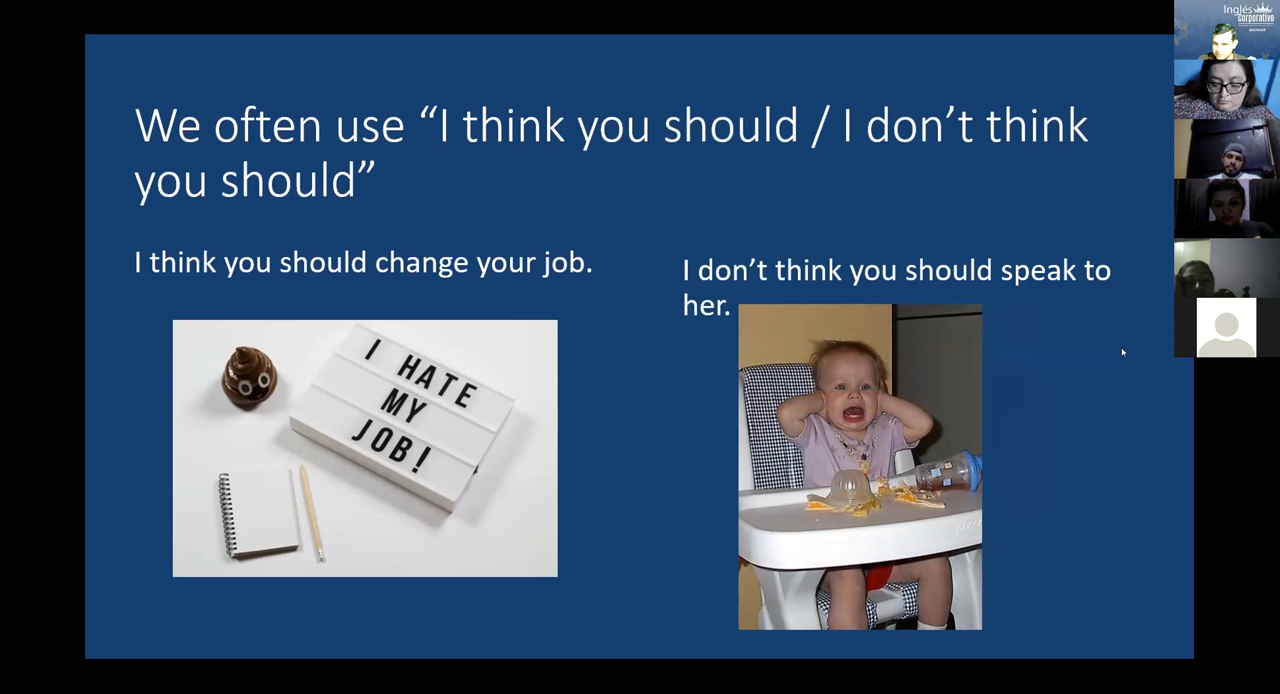 We often use “I think you should / I don’t think
you should”
I think you should change your job.
I don’t think you should speak to
her.
I HATE
MY
JOB!
Inglés
Corporativo